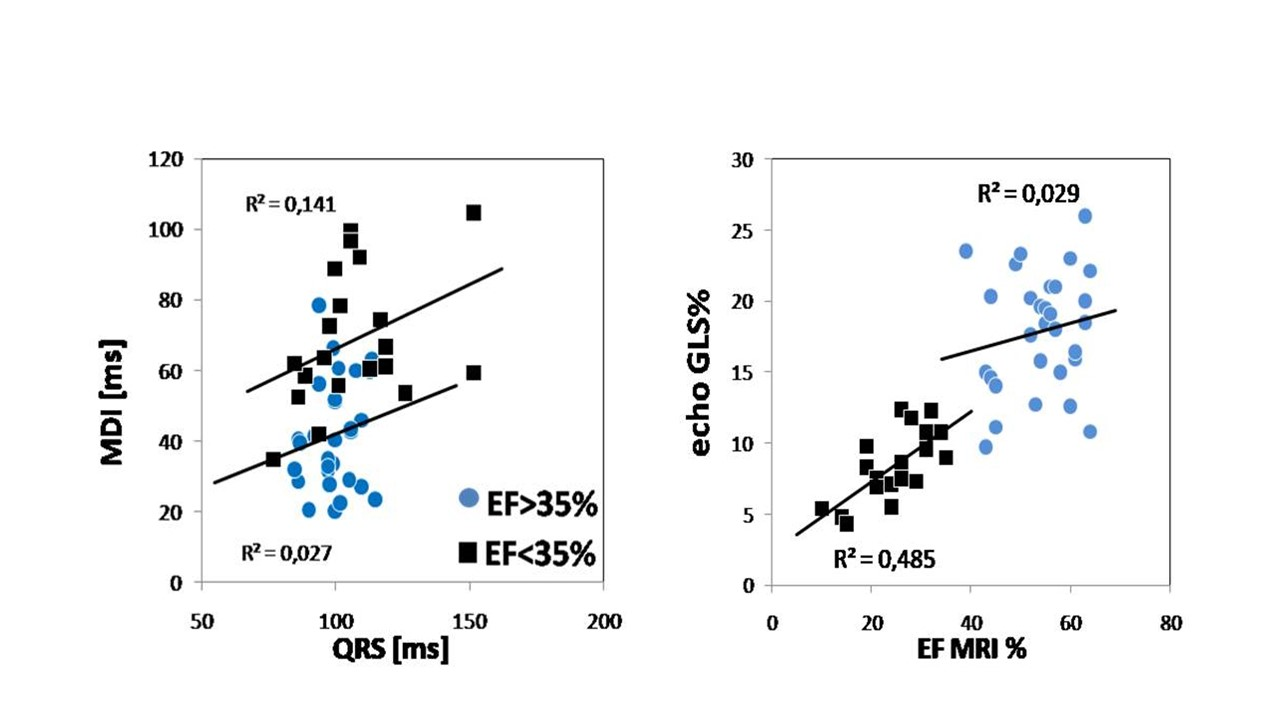 120
R² = 0,141
100
80
60
40
20
0
MDI [ms]
EF>35%
EF<35%
R² = 0,027
50
100
150
200
QRS [ms]
30
R² = 0,029
25
20
15
10
5
0
echo GLS%
R² = 0,485
0
20
40
60
80
EF MRI %